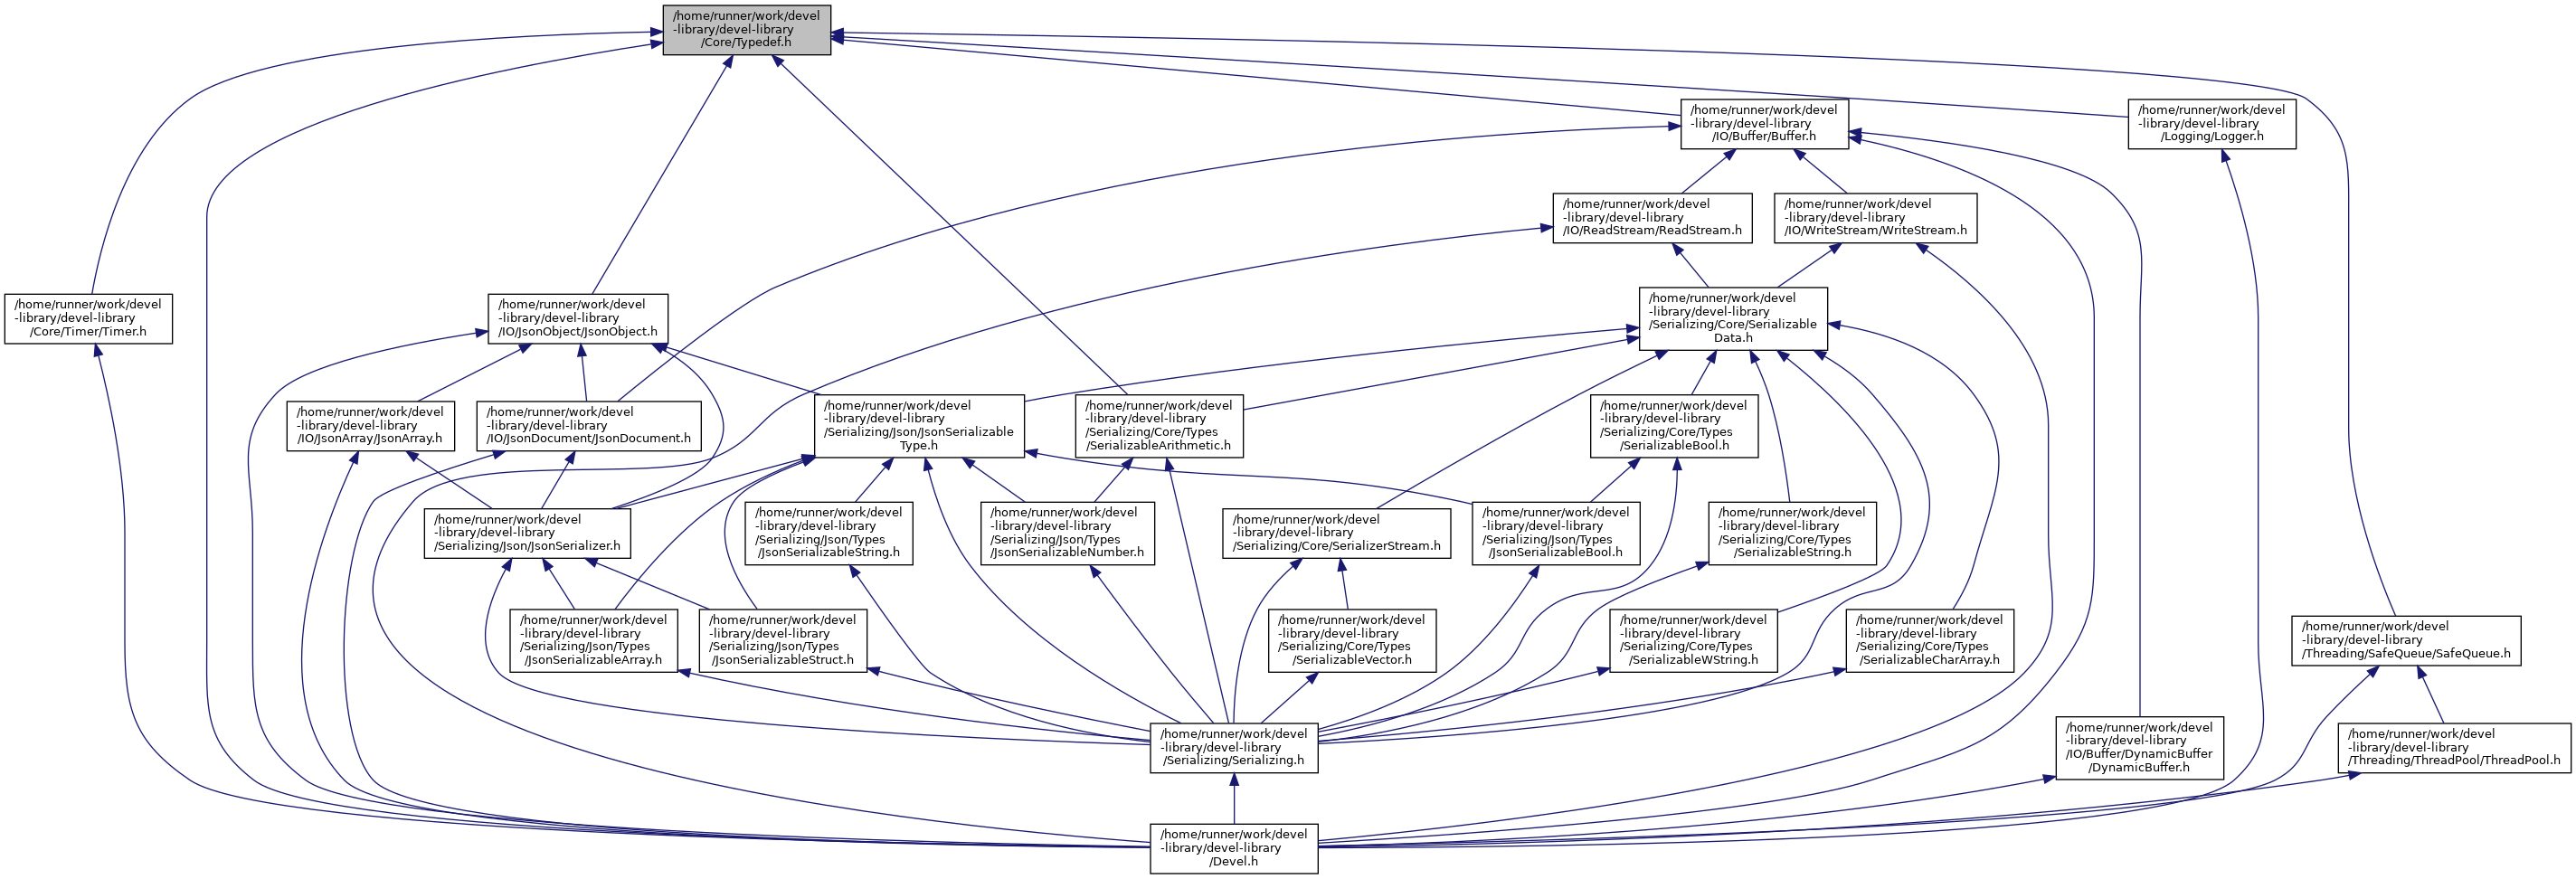 /home/runner/work/devel
-library/devel-library
/Core/Typedef.h
/home/runner/work/devel
-library/devel-library
/IO/Buffer/Buffer.h
/home/runner/work/devel
-library/devel-library
/Logging/Logger.h
/home/runner/work/devel
-library/devel-library
/IO/ReadStream/ReadStream.h
/home/runner/work/devel
-library/devel-library
/IO/WriteStream/WriteStream.h
/home/runner/work/devel
-library/devel-library
/Core/Timer/Timer.h
/home/runner/work/devel
-library/devel-library
/IO/JsonObject/JsonObject.h
/home/runner/work/devel
-library/devel-library
/Serializing/Core/Serializable
Data.h
/home/runner/work/devel
-library/devel-library
/IO/JsonArray/JsonArray.h
/home/runner/work/devel
-library/devel-library
/IO/JsonDocument/JsonDocument.h
/home/runner/work/devel
-library/devel-library
/Serializing/Json/JsonSerializable
Type.h
/home/runner/work/devel
-library/devel-library
/Serializing/Core/Types
/SerializableArithmetic.h
/home/runner/work/devel
-library/devel-library
/Serializing/Core/Types
/SerializableBool.h
/home/runner/work/devel
-library/devel-library
/Serializing/Json/JsonSerializer.h
/home/runner/work/devel
-library/devel-library
/Serializing/Json/Types
/JsonSerializableString.h
/home/runner/work/devel
-library/devel-library
/Serializing/Json/Types
/JsonSerializableNumber.h
/home/runner/work/devel
-library/devel-library
/Serializing/Core/SerializerStream.h
/home/runner/work/devel
-library/devel-library
/Serializing/Json/Types
/JsonSerializableBool.h
/home/runner/work/devel
-library/devel-library
/Serializing/Core/Types
/SerializableString.h
/home/runner/work/devel
-library/devel-library
/Serializing/Json/Types
/JsonSerializableArray.h
/home/runner/work/devel
-library/devel-library
/Serializing/Json/Types
/JsonSerializableStruct.h
/home/runner/work/devel
-library/devel-library
/Serializing/Core/Types
/SerializableVector.h
/home/runner/work/devel
-library/devel-library
/Serializing/Core/Types
/SerializableWString.h
/home/runner/work/devel
-library/devel-library
/Serializing/Core/Types
/SerializableCharArray.h
/home/runner/work/devel
-library/devel-library
/Threading/SafeQueue/SafeQueue.h
/home/runner/work/devel
-library/devel-library
/Serializing/Serializing.h
/home/runner/work/devel
-library/devel-library
/IO/Buffer/DynamicBuffer
/DynamicBuffer.h
/home/runner/work/devel
-library/devel-library
/Threading/ThreadPool/ThreadPool.h
/home/runner/work/devel
-library/devel-library
/Devel.h